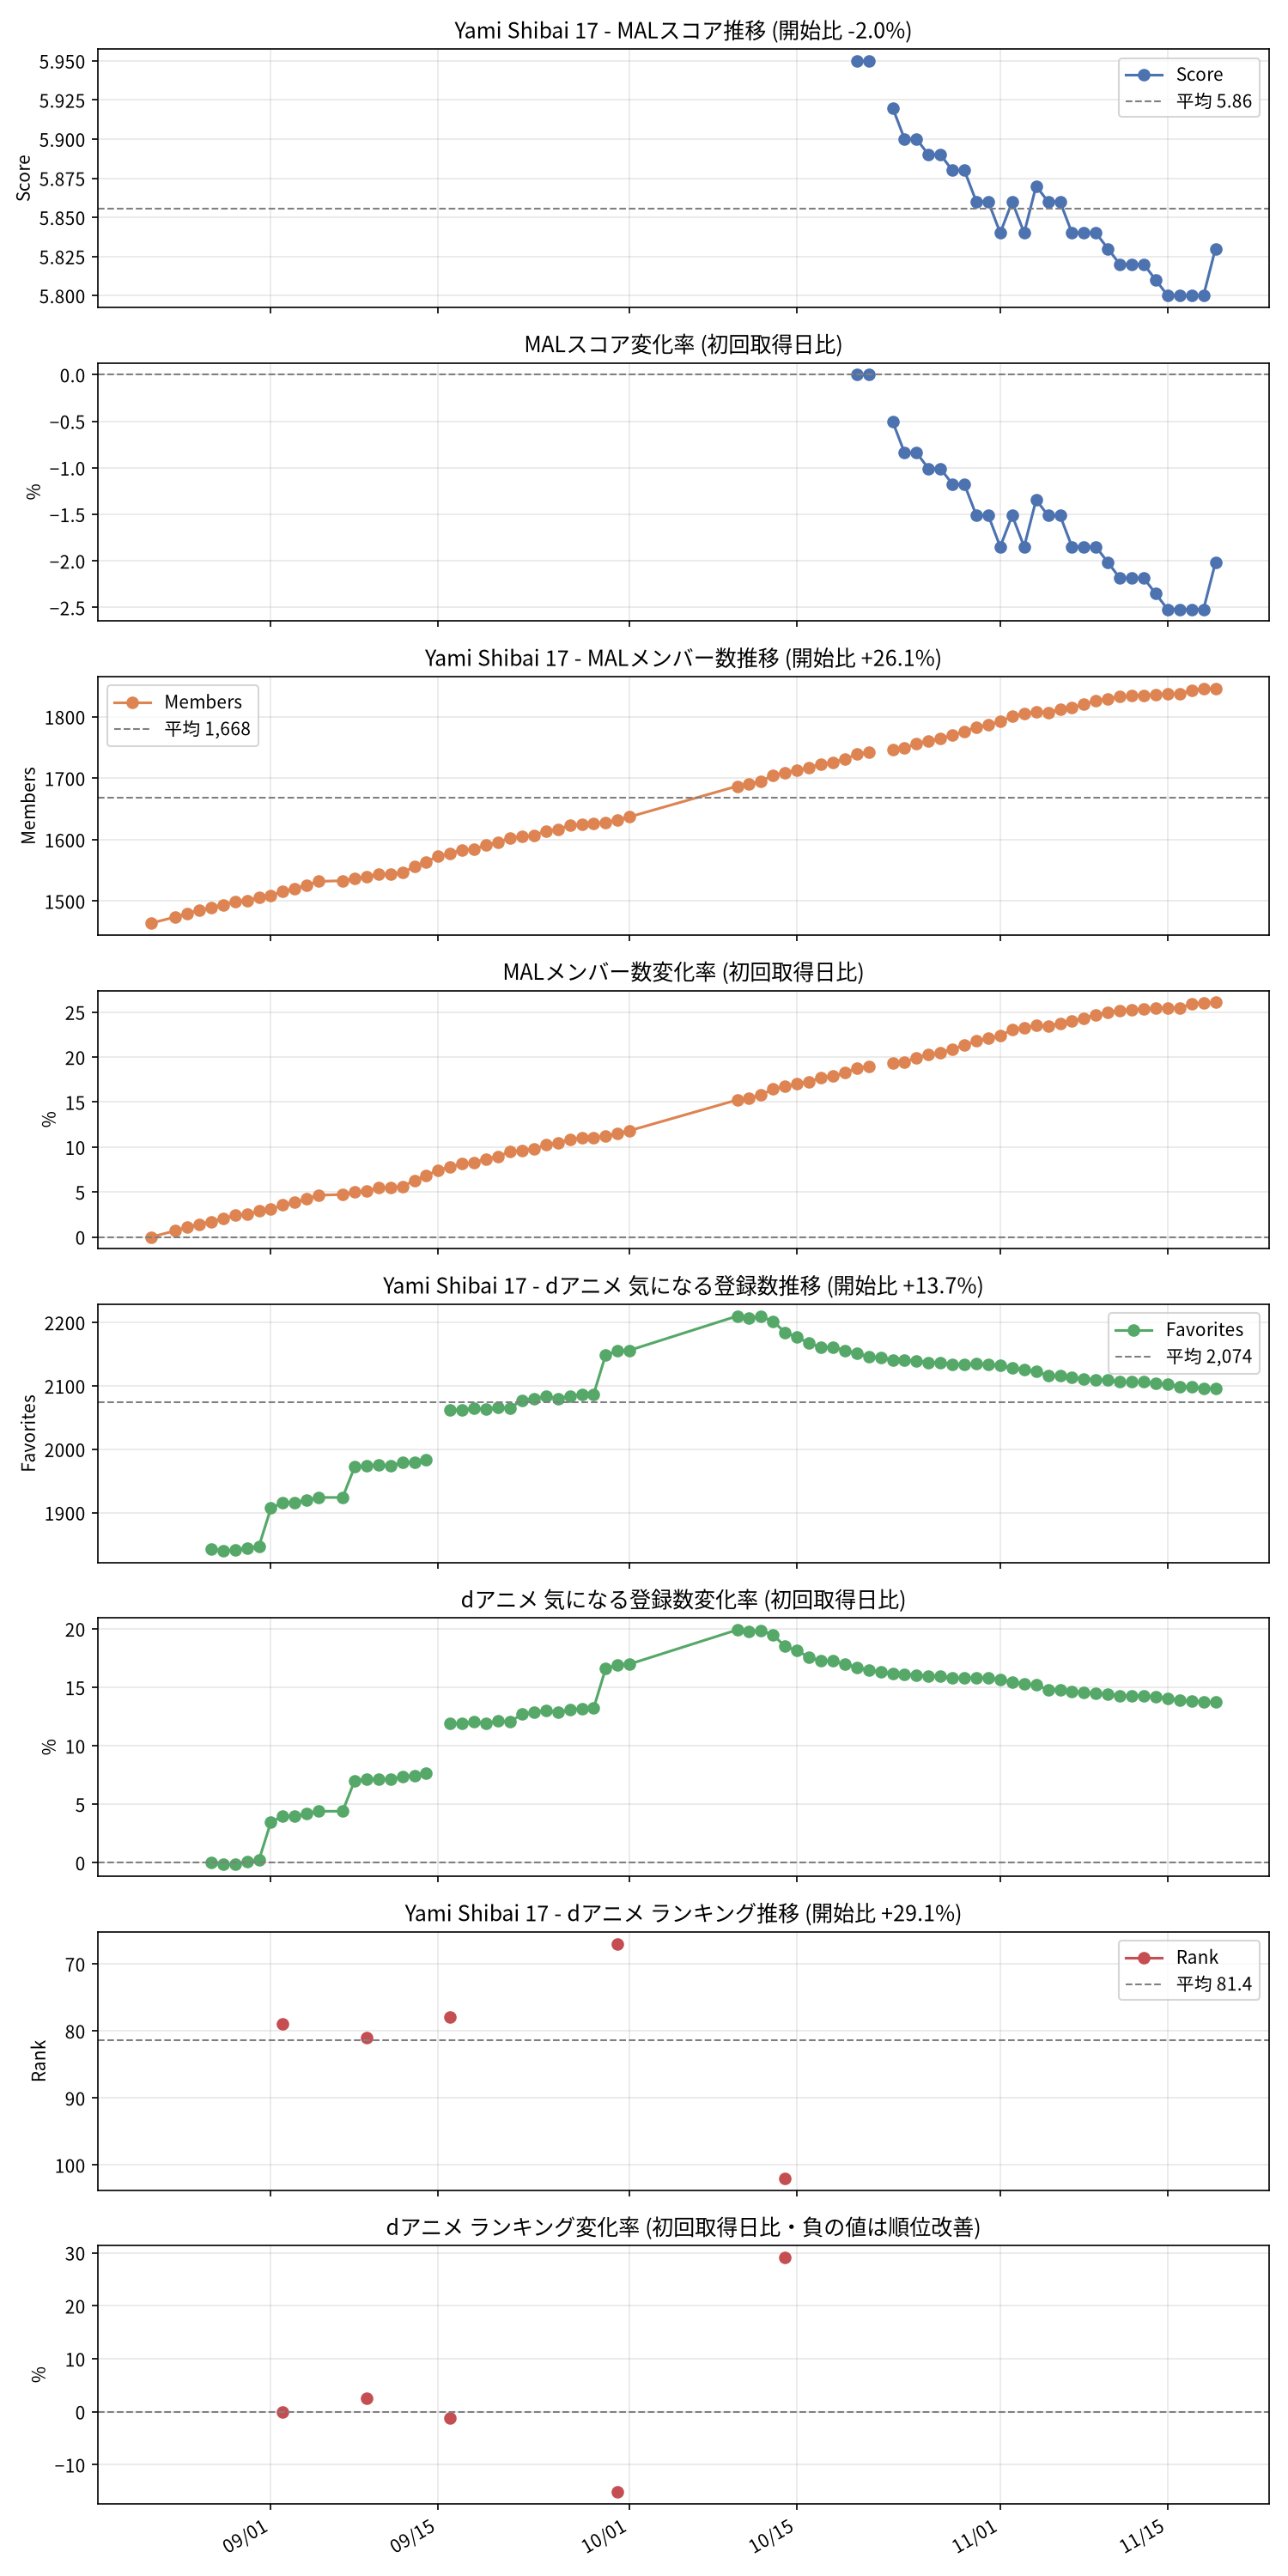 Yami Shibai 17 - MALスコア推移 (開始比 -2.0%)
Score
5.950
5.925
5.900
5.875
5.850
5.825
5.800
Score
平均 5.86
MALスコア変化率 (初回取得日比)
%
0.0
−0.5
−1.0
−1.5
−2.0
−2.5
Yami Shibai 17 - MALメンバー数推移 (開始比 +26.1%)
Members
1800
1700
1600
1500
Members
平均 1,668
MALメンバー数変化率 (初回取得日比)
%
25
20
15
10
5
0
Yami Shibai 17 - dアニメ 気になる登録数推移 (開始比 +13.7%)
Favorites
2200
2100
2000
1900
Favorites
平均 2,074
dアニメ 気になる登録数変化率 (初回取得日比)
%
20
15
10
5
0
Yami Shibai 17 - dアニメ ランキング推移 (開始比 +29.1%)
Rank
70
80
90
100
Rank
平均 81.4
dアニメ ランキング変化率 (初回取得日比・負の値は順位改善)
%
30
20
10
0
−10
09/01
09/15
10/01
10/15
11/01
11/15